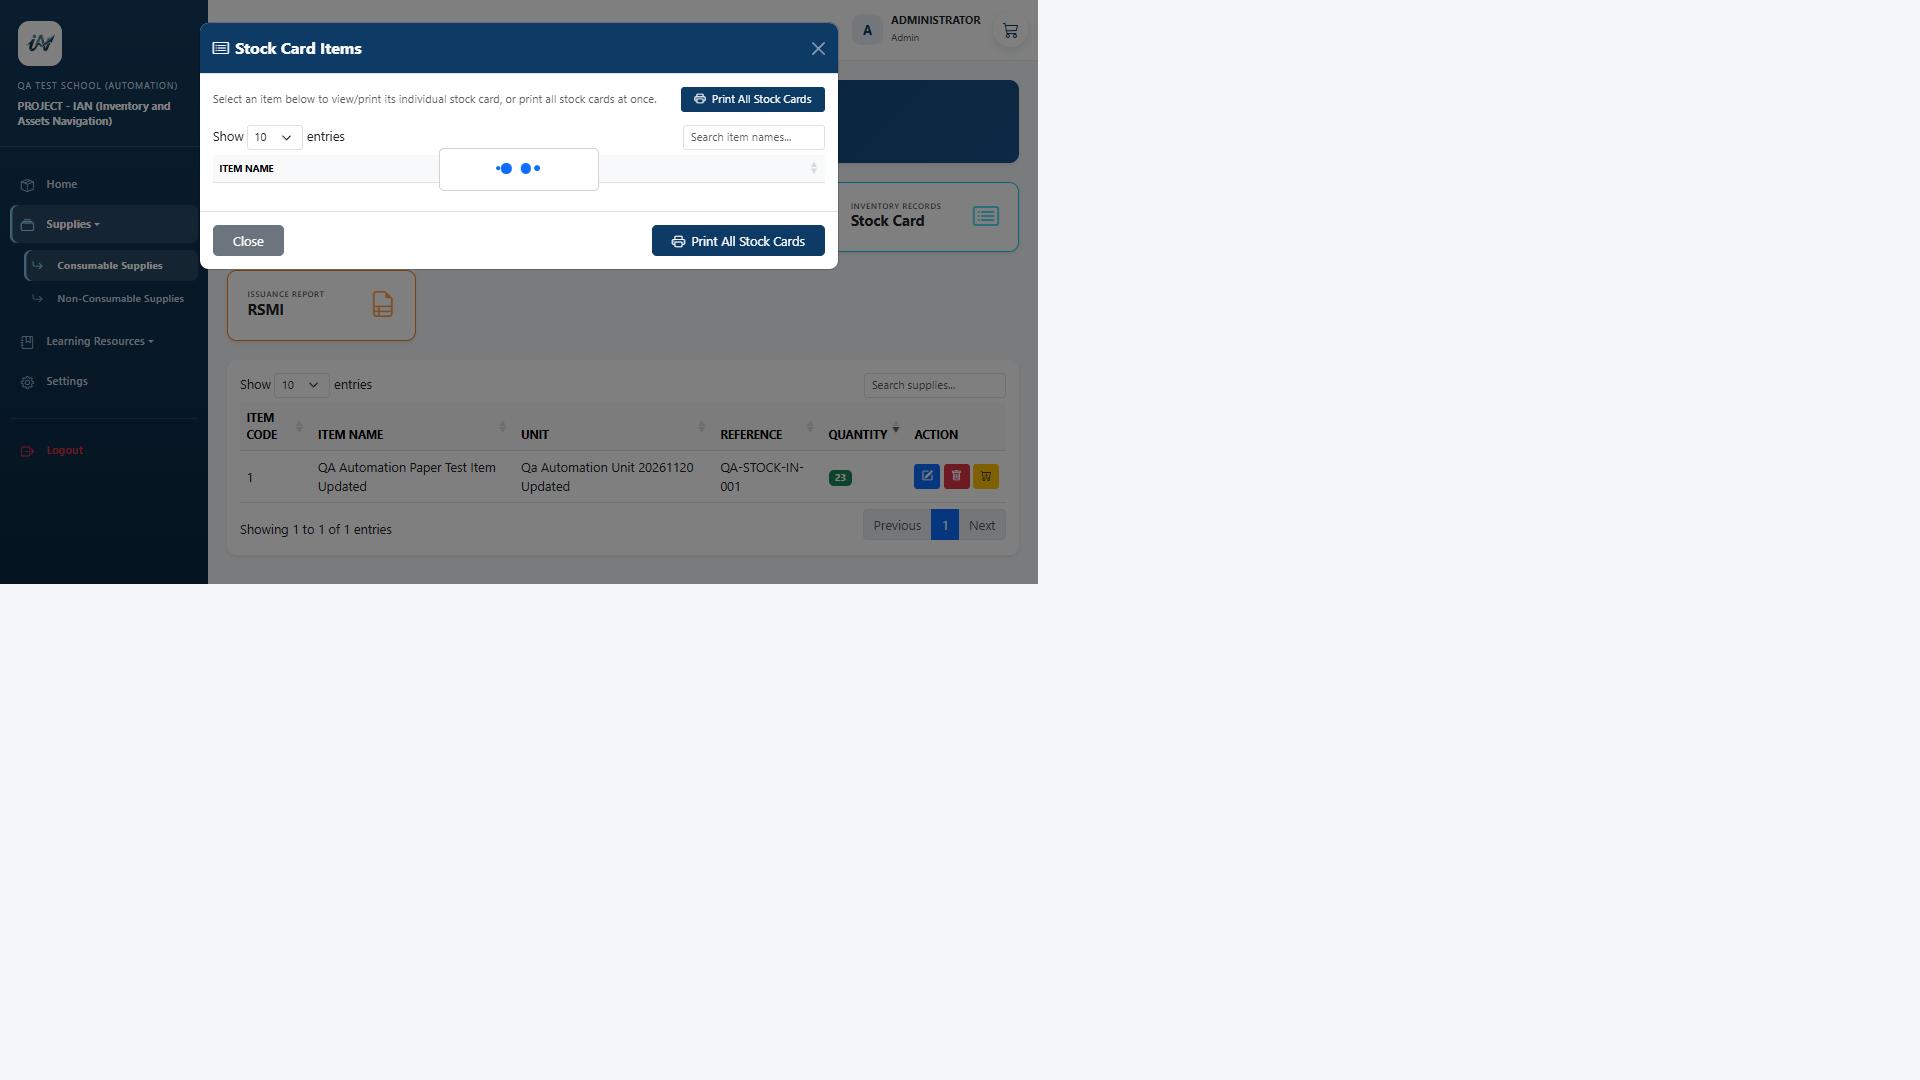 iAN
QA TEST SCHOOL (AUTOMATION)
PROJECT - IAN (Inventory and
Assets Navigation)
Home
Supplies
Consumable Supplies
Non-Consumable Supplies
Learning Resources
Settings
Logout
A
ADMINISTRATOR
Admin
Stock Card Items
Select an item below to view/print its individual stock card, or print all stock cards at once.
Print All Stock Cards
Show 10 entries
Search item names...
ITEM NAME
Close
Print All Stock Cards
INVENTORY RECORDS
Stock Card
ISSUANCE REPORT
RSMI
Show 10 entries
Search supplies...
ITEM CODE
ITEM NAME
UNIT
REFERENCE
QUANTITY
ACTION
1
QA Automation Paper Test Item
Updated
Qa Automation Unit 20261120
Updated
QA-STOCK-IN-
001
23
Showing 1 to 1 of 1 entries
Previous
1
Next